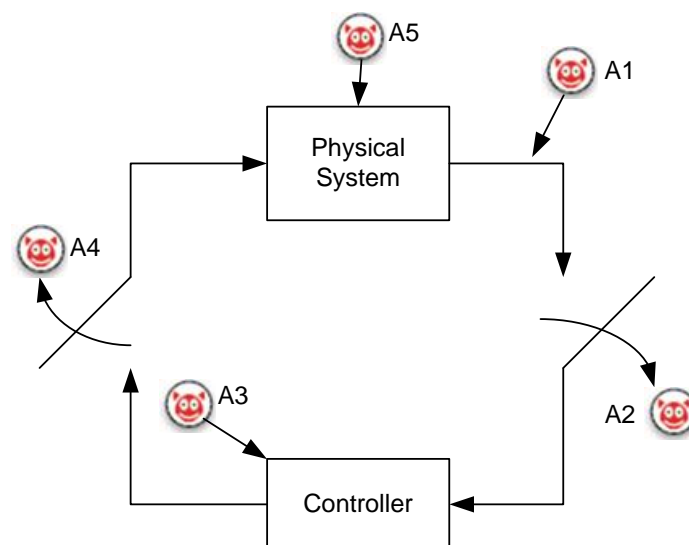 A5
A1
Physical
System
A4
A3
A2
Controller